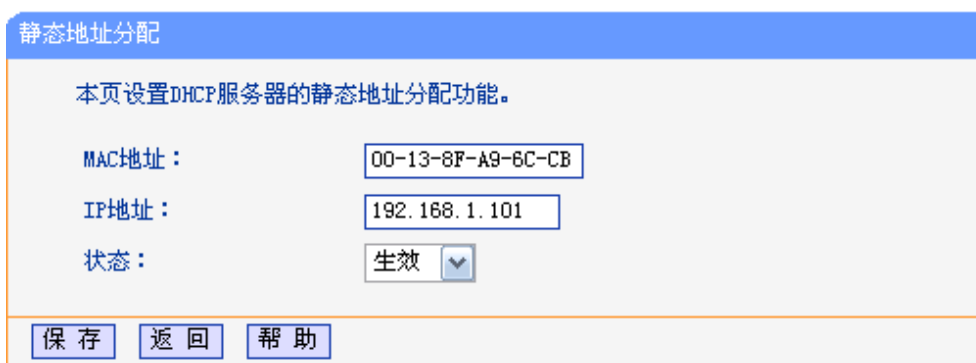 静态地址分配
本页设置DHCP服务器的静态地址分配功能。
MAC地址： 00-13-8F-A9-6C-CB
IP地址： 192.168.1.101
状态： 生效
保 存 返 回 帮 助